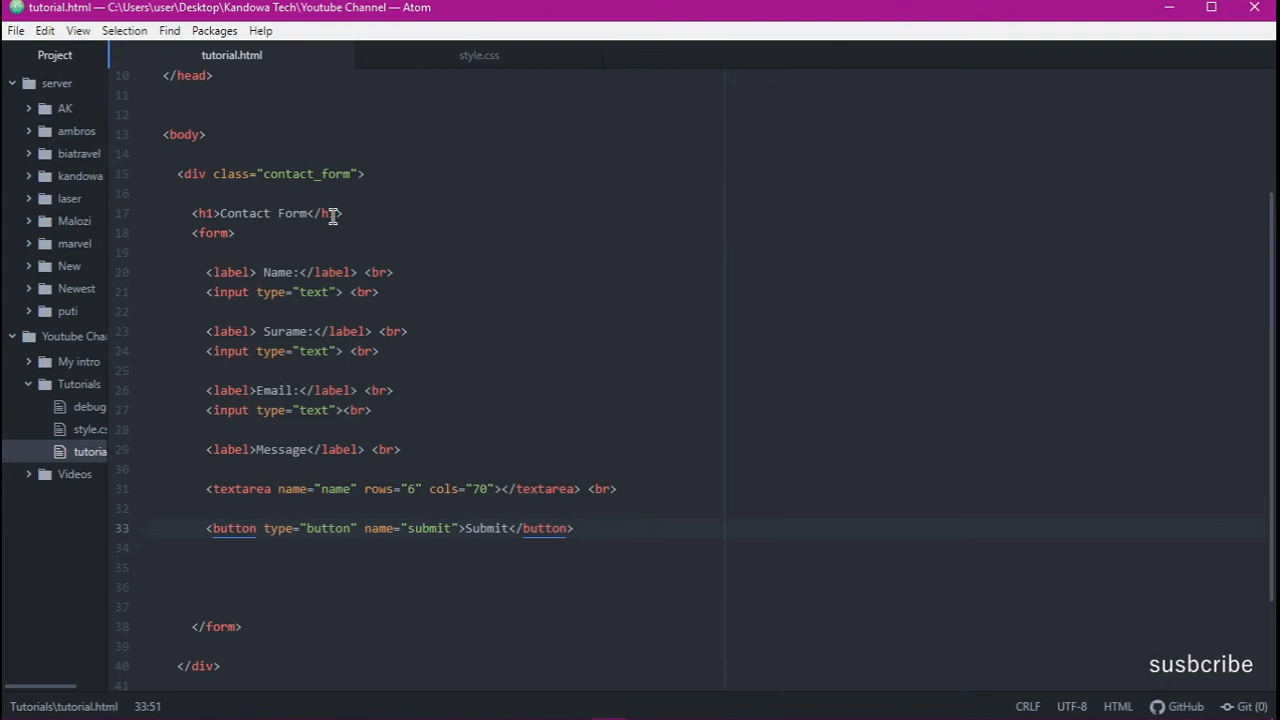 tutorial.html — C:\Users\user\Desktop\Kandowa Tech\Youtube Channel — Atom
File Edit View Selection Find Packages Help
Project
tutorial.html
style.css
server
AK
ambros
biatravel
kandowa
laser
Malozi
marvel
New
Newest
puti
Youtube Cha
My intro
Tutorials
debug
style.cs
tutoria
Videos
10 </head>
11
12
13 <body>
14
15 <div class="contact_form">
16
17 <h1>Contact Form</h1>
18 <form>
19
20 <label> Name:</label> <br>
21 <input type="text"> <br>
22
23 <label> Surame:</label> <br>
24 <input type="text"> <br>
25
26 <label>Email:</label> <br>
27 <input type="text"><br>
28
29 <label>Message</label> <br>
30
31 <textarea name="name" rows="6" cols="70"></textarea> <br>
32
33 <button type="button" name="submit">Submit</button>
34
35
36
37
38 </form>
39
40 </div>
41
susbcribe
Tutorials\tutorial.html 33:51 CRLF UTF-8 HTML GitHub Git (0)